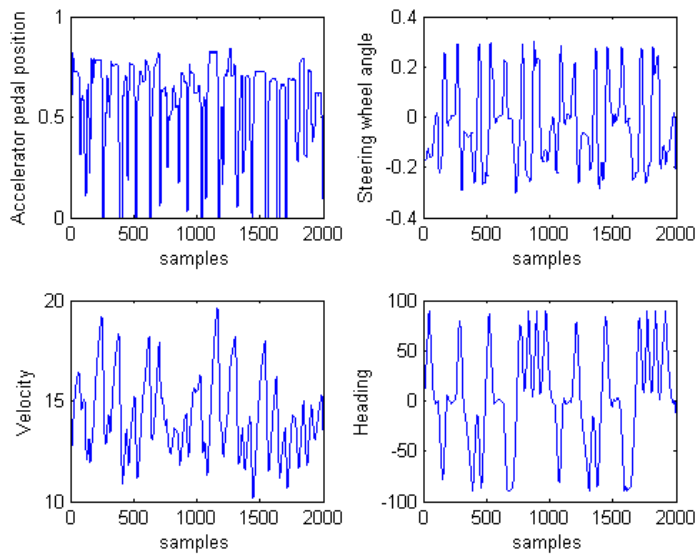 Accelerator pedal position
1
0.5
0
0 500 1000 1500 2000
samples
Steering wheel angle
0.4
0.2
0
-0.2
-0.4
0 500 1000 1500 2000
samples
Velocity
20
15
10
0 500 1000 1500 2000
samples
Heading
100
50
0
-50
-100
0 500 1000 1500 2000
samples